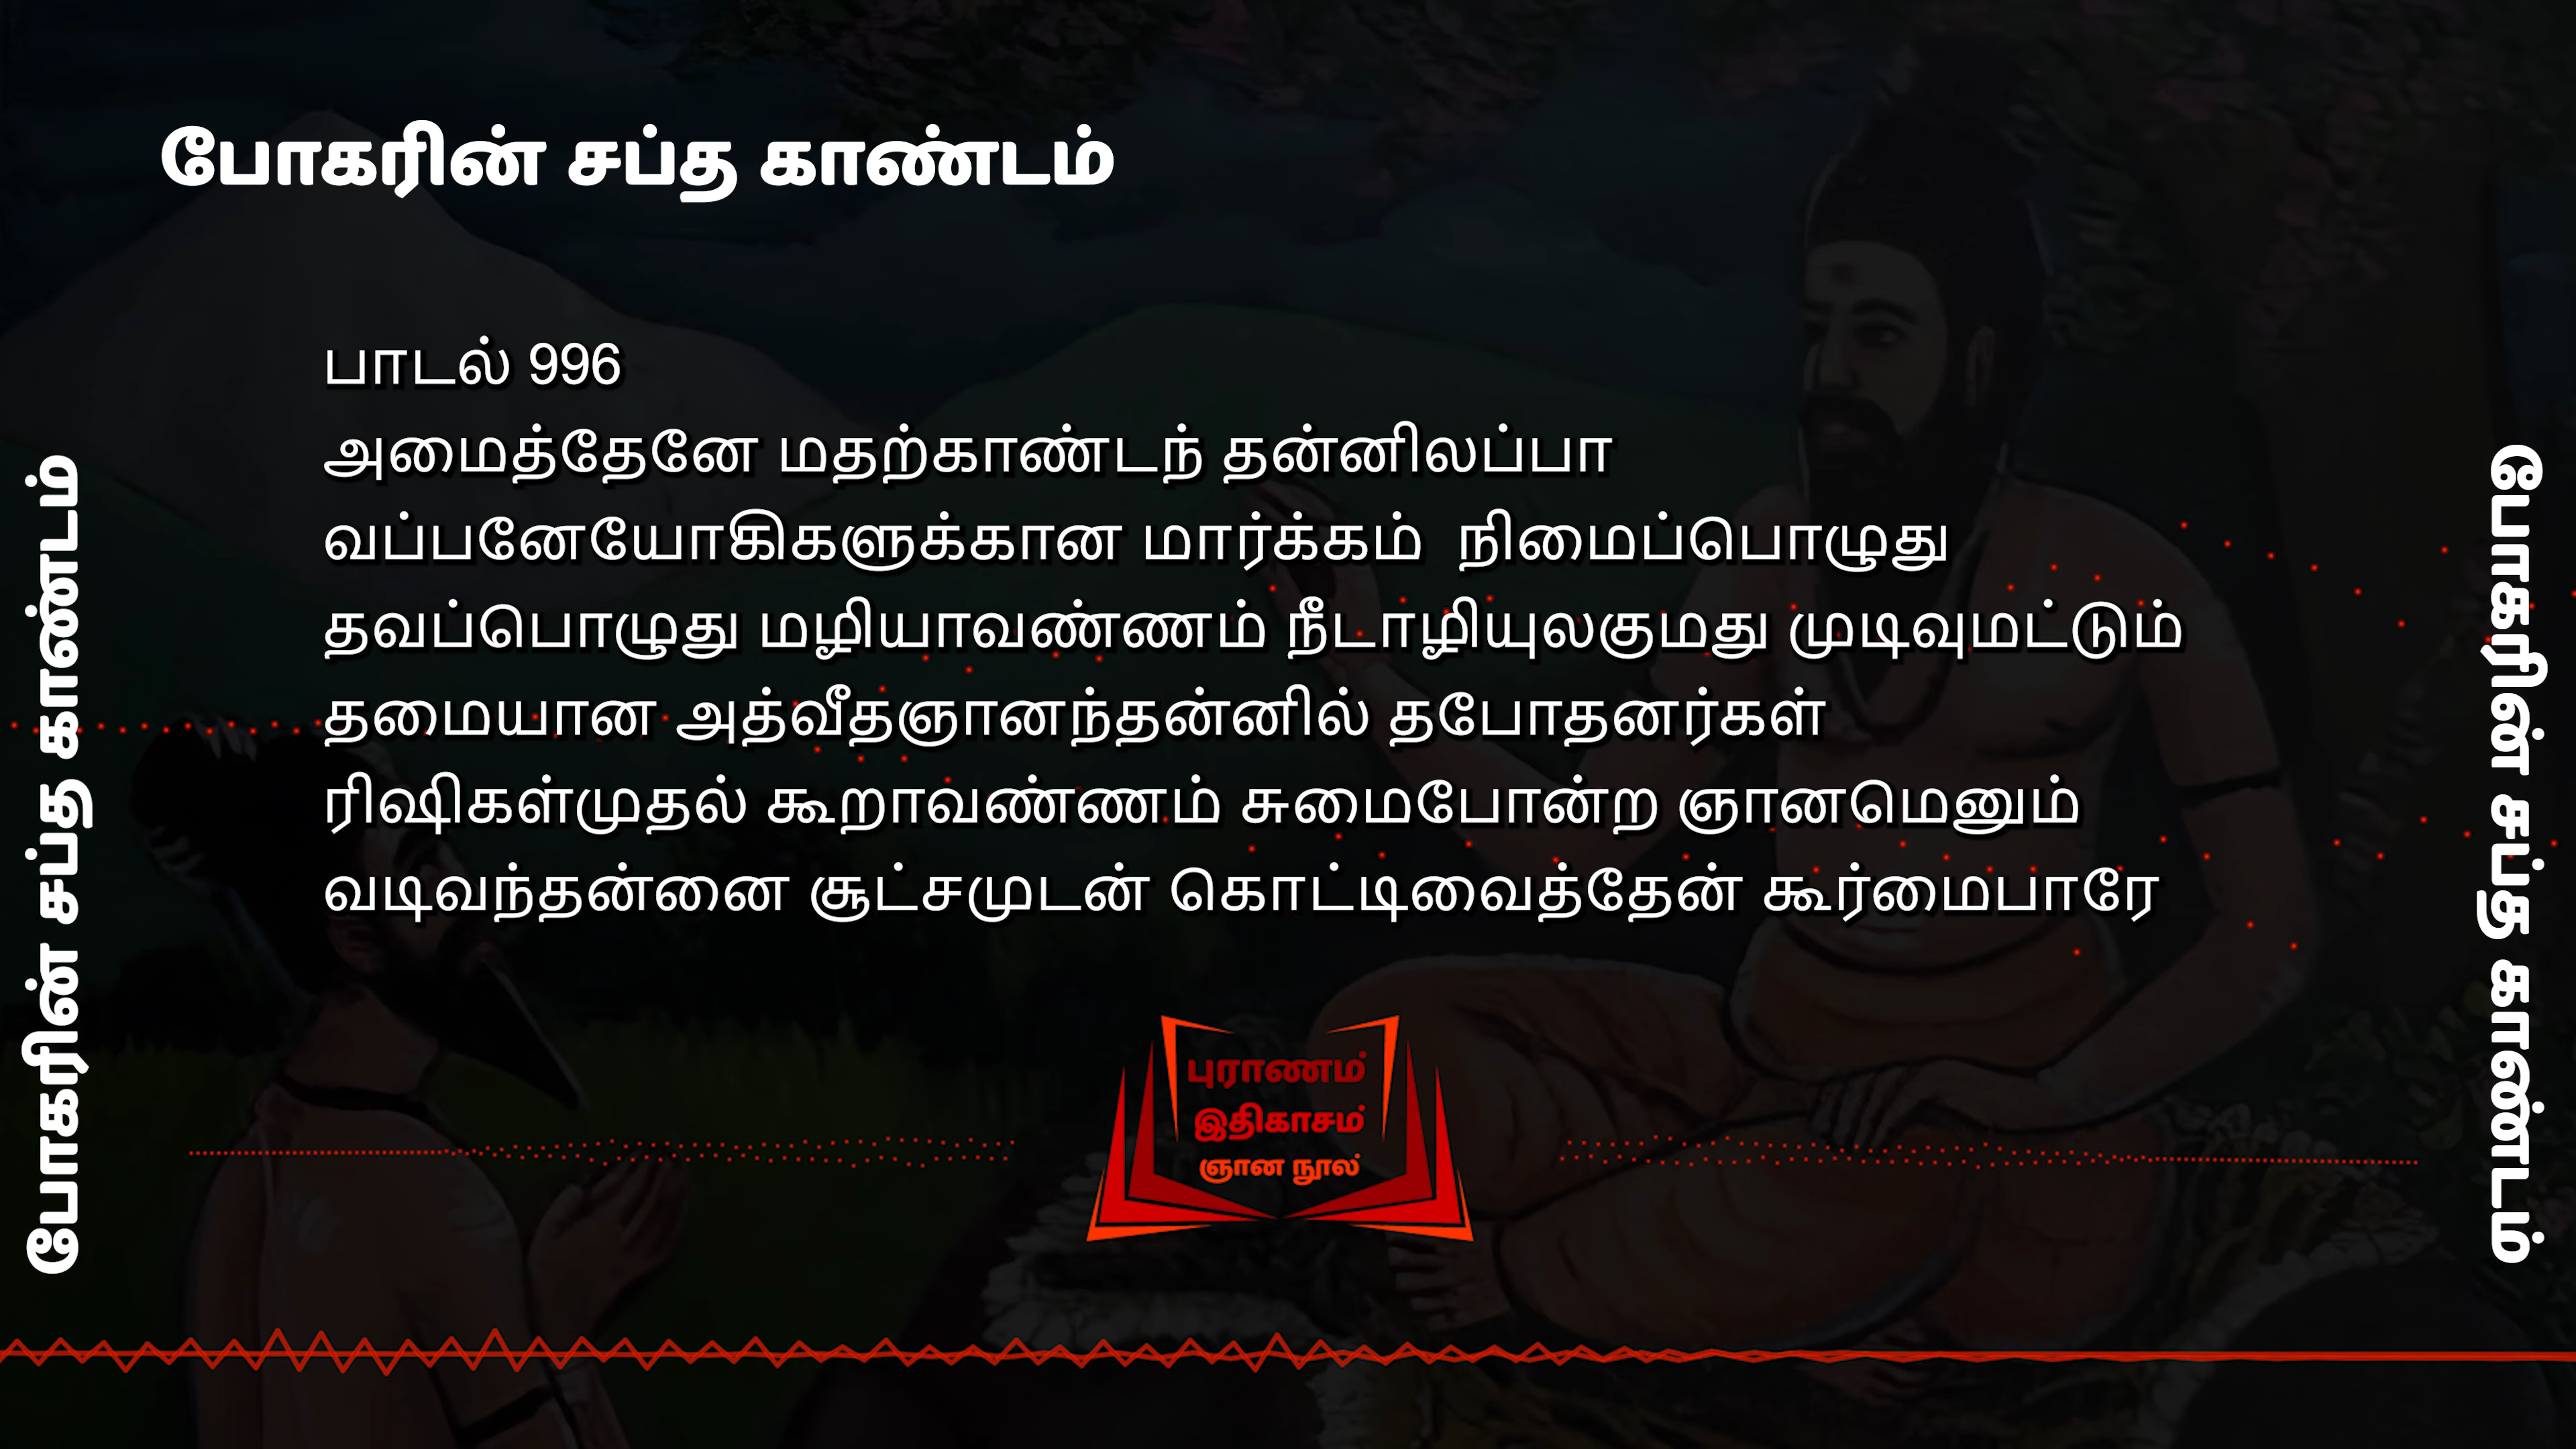 போகரின் சப்த காண்டம்
பாடல் 996
அமைத்தேனே மதற்காண்டந் தன்னிலப்பா
வப்பனேயோகிகளுக்கான மார்க்கம் நிமைப்பொழுது
தவப்பொழுது மழியாவண்ணம் நீடாழியுலகுமது முடிவுமட்டும்
தமையான அத்வீதஞானந்தன்னில் தபோதனர்கள்
ரிஷிகள்முதல் கூறாவண்ணம் சுமைபோன்ற ஞானமெனும்
வடிவந்தன்னை சூட்சமுடன் கொட்டிவைத்தேன் கூர்மைபாரே
போகரின் சப்த காண்டம்
போகரின் சப்த காண்டம்
புராணம்
இதிகாசம்
ஞான நூல்